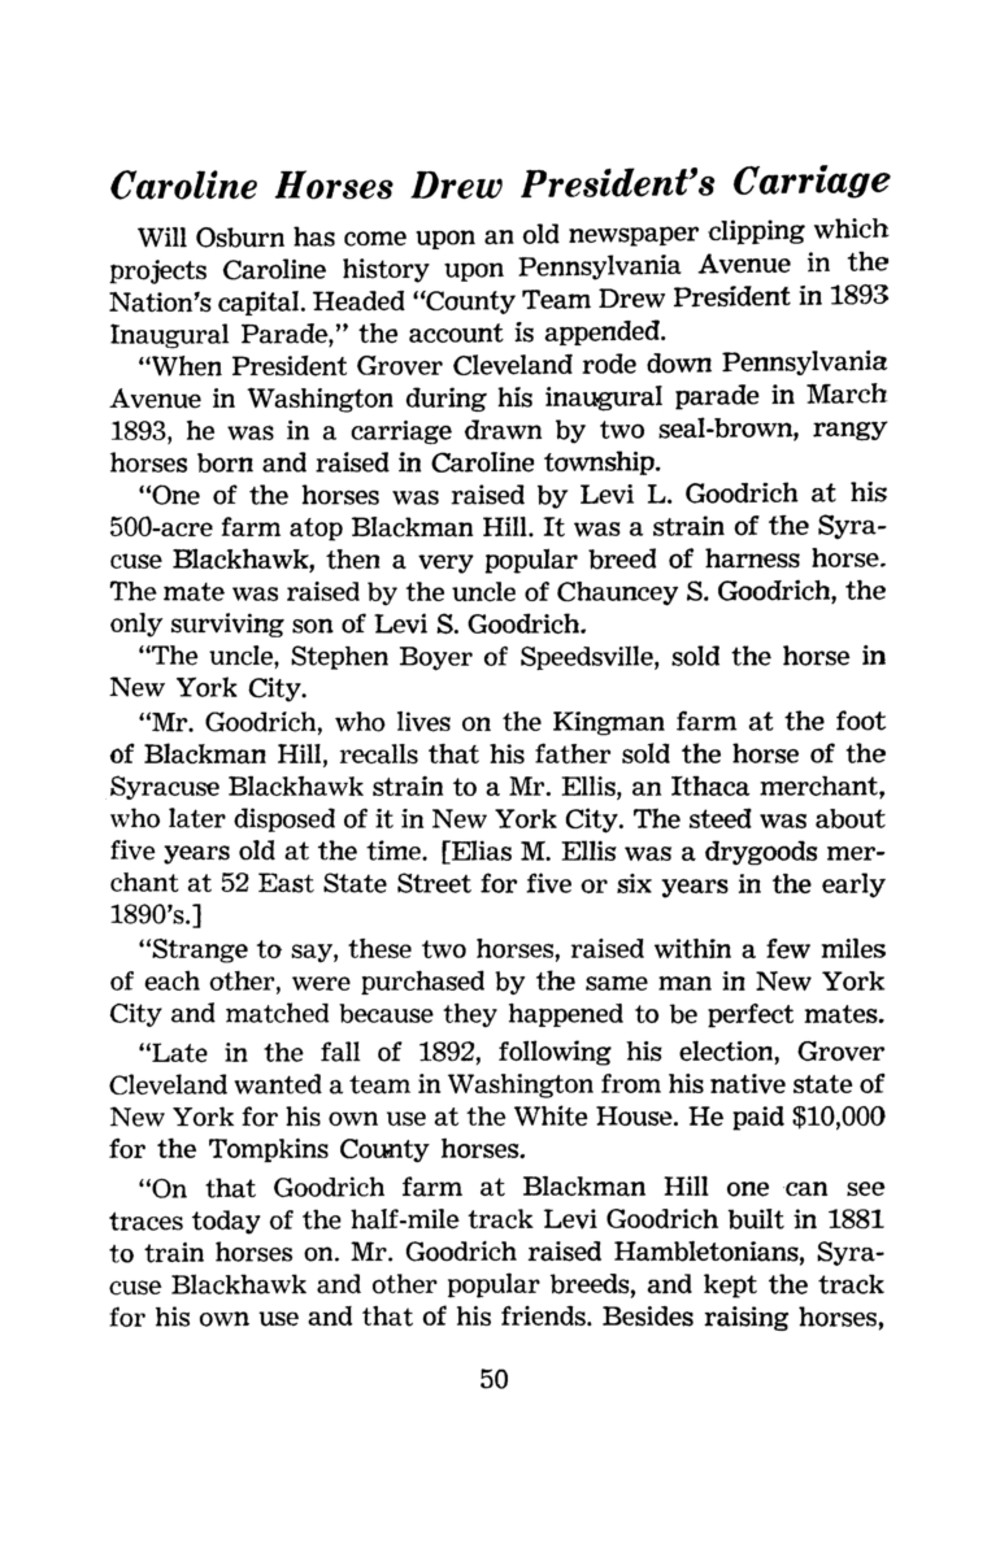 Caroline Horses Drew President's Carriage
Will Osburn has come upon an old newspaper clipping which
projects Caroline history upon Pennsylvania Avenue in the
Nation's capital. Headed "County Team Drew President in 1893
Inaugural Parade," the account is appended.
"When President Grover Cleveland rode down Pennsylvania
Avenue in Washington during his inaugural parade in March
1893, he was in a carriage drawn by two seal-brown, rangy
horses born and raised in Caroline township.
"One of the horses was raised by Levi L. Goodrich at his
500-acre farm atop Blackman Hill. It was a strain of the Syra-
cuse Blackhawk, then a very popular breed of harness horse.
The mate was raised by the uncle of Chauncey S. Goodrich, the
only surviving son of Levi S. Goodrich.
"The uncle, Stephen Boyer of Speedsville, sold the horse in
New York City.
"Mr. Goodrich, who lives on the Kingman farm at the foot
of Blackman Hill, recalls that his father sold the horse of the
Syracuse Blackhawk strain to a Mr. Ellis, an Ithaca merchant,
who later disposed of it in New York City. The steed was about
five years old at the time. [Elias M. Ellis was a drygoods mer-
chant at 52 East State Street for five or six years in the early
1890's.]
"Strange to say, these two horses, raised within a few miles
of each other, were purchased by the same man in New York
City and matched because they happened to be perfect mates.
"Late in the fall of 1892, following his election, Grover
Cleveland wanted a team in Washington from his native state of
New York for his own use at the White House. He paid $10,000
for the Tompkins County horses.
"On that Goodrich farm at Blackman Hill one can see
traces today of the half-mile track Levi Goodrich built in 1881
to train horses on. Mr. Goodrich raised Hambletonians, Syra-
cuse Blackhawk and other popular breeds, and kept the track
for his own use and that of his friends. Besides raising horses,
50